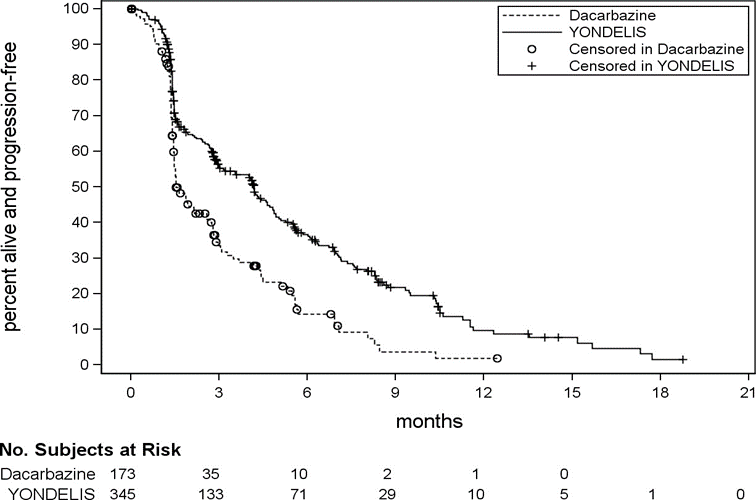 percent alive and progression-free
100
90
80
70
60
50
40
30
20
10
0
Dacarbazine
YONDELIS
Censored in Dacarbazine
Censored in YONDELIS
0 3 6 9 12 15 18 21
months
No. Subjects at Risk
Dacarbazine 173 35 10 2 1 0
YONDELIS 345 133 71 29 10 5 1 0